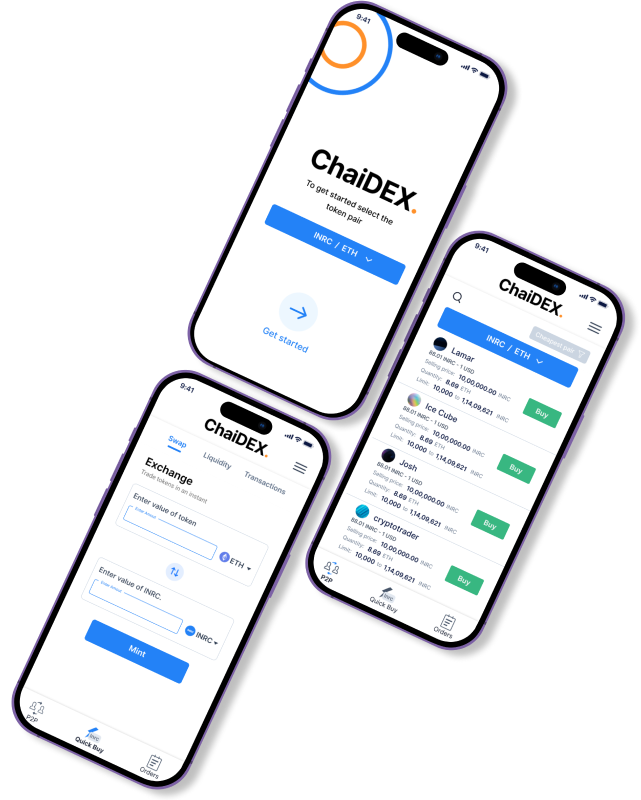 9:41
ChaiDEX.
To get started select the
token pair
INRC / ETH
Get started
9:41
ChaiDEX.
Cheapest pair
INRC / ETH
Lamar
85.01 INRC - 1 USD
Selling price: 10,00,000.00 INRC
Quantity: 8.69 ETH
Limit: 10,000 to 1,14,09,621 INRC
Buy
Ice Cube
85.01 INRC - 1 USD
Selling price: 10,00,000.00 INRC
Quantity: 8.69 ETH
Limit: 10,000 to 1,14,09,621 INRC
Buy
Josh
85.01 INRC - 1 USD
Selling price: 10,00,000.00 INRC
Quantity: 8.69 ETH
Limit: 10,000 to 1,14,09,621 INRC
Buy
cryptotrader
85.01 INRC - 1 USD
Selling price: 10,00,000.00 INRC
Quantity: 8.69 ETH
Limit: 10,000 to 1,14,09,621 INRC
Buy
P2P
Quick Buy
Orders
9:41
ChaiDEX.
Swap
Liquidity
Transactions
Exchange
Trade tokens in an instant
Enter value of token
Enter amount
ETH
Enter value of INRC.
Enter amount
INRC
Mint
P2P
Quick Buy
Orders